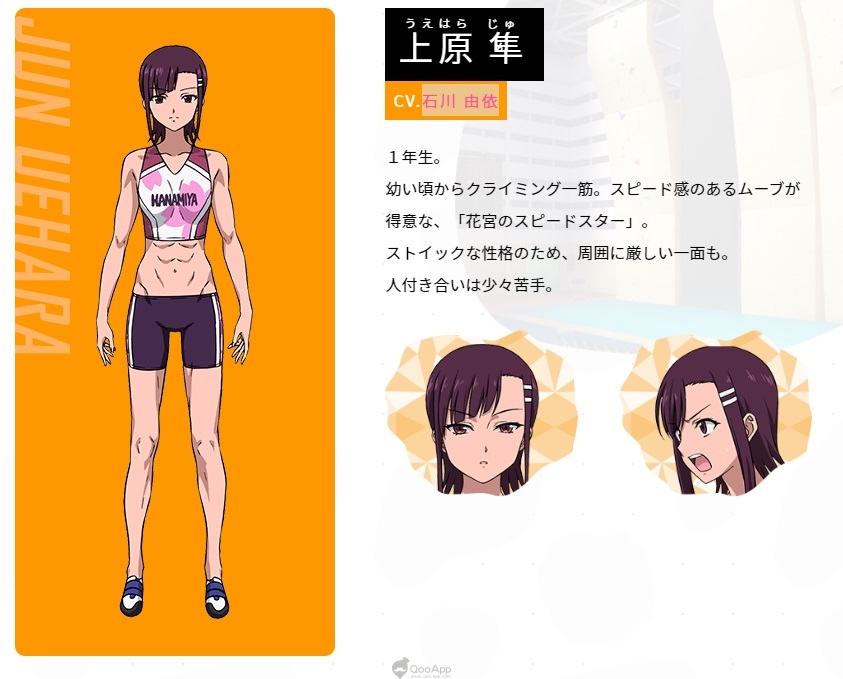 JUN UEHARA
うえはら じゅ
上原 隼
CV.石川 由依
１年生。
幼い頃からクライミング一筋。スピード感のあるムーブが
得意な、「花宮のスピードスター」。
ストイックな性格のため、周囲に厳しい一面も。
人付き合いは少々苦手。
HANAMIYA
QooApp
www.qoo-app.com